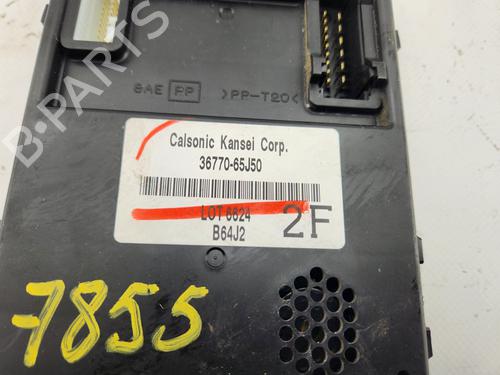 SAE PP >PP-T20<
Calsonic Kansei Corp.
36770-65J50
LOT 6624
B64J2
2F
7855
B-PARTS